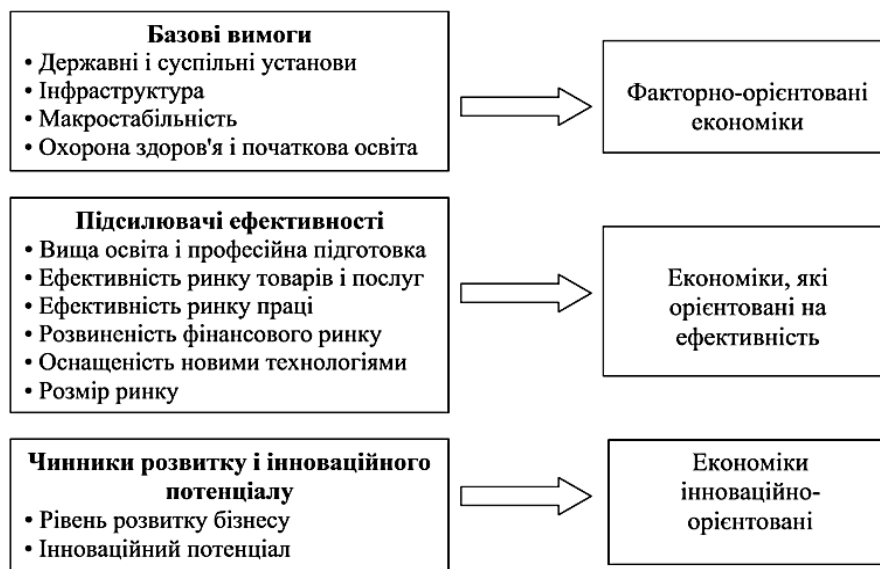 Базові вимоги
• Державні і суспільні установи
• Інфраструктура
• Макростабільність
• Охорона здоров'я і початкова освіта
Факторно-орієнтовані
економіки
Підсилювачі ефективності
• Вища освіта і професійна підготовка
• Ефективність ринку товарів і послуг
• Ефективність ринку праці
• Розвиненість фінансового ринку
• Оснащеність новими технологіями
• Розмір ринку
Економіки, які
орієнтовані на
ефективність
Чинники розвитку і інноваційного
потенціалу
• Рівень розвитку бізнесу
• Інноваційний потенціал
Економіки
інноваційно-
орієнтовані